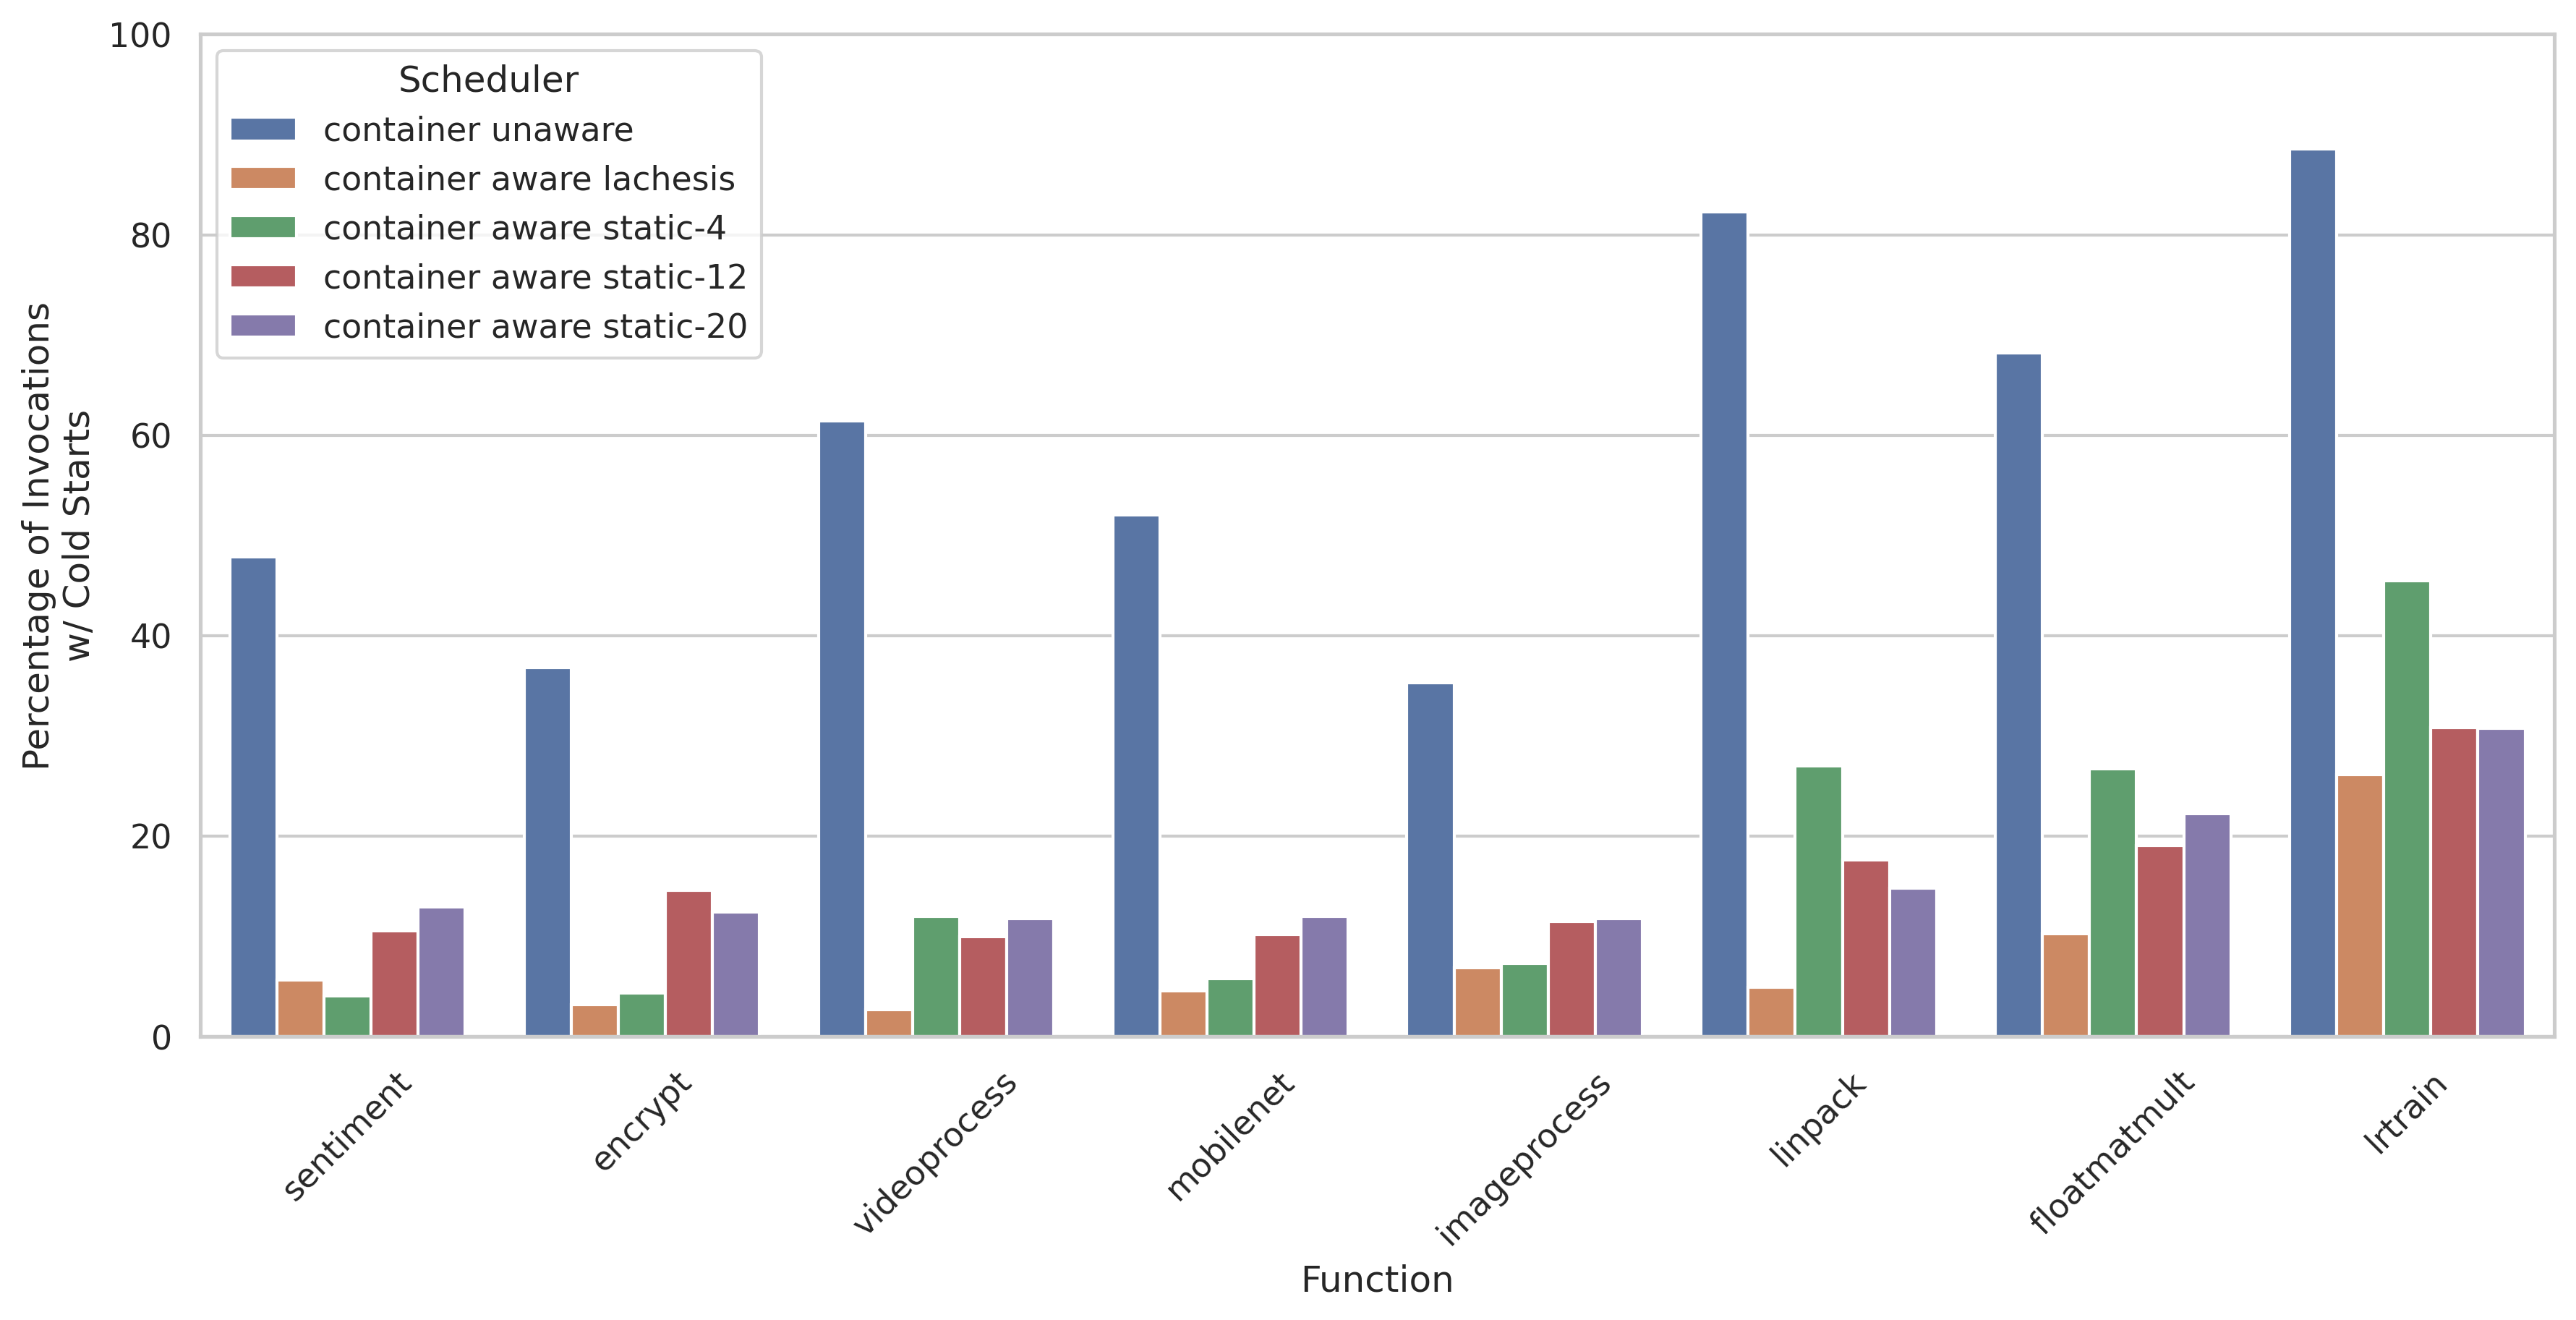 100
80
60
40
20
0
Percentage of Invocations
w/ Cold Starts
Scheduler
container unaware
container aware lachesis
container aware static-4
container aware static-12
container aware static-20
sentiment
encrypt
videoprocess
mobilenet
imageprocess
linpack
floatmatmult
lrtrain
Function